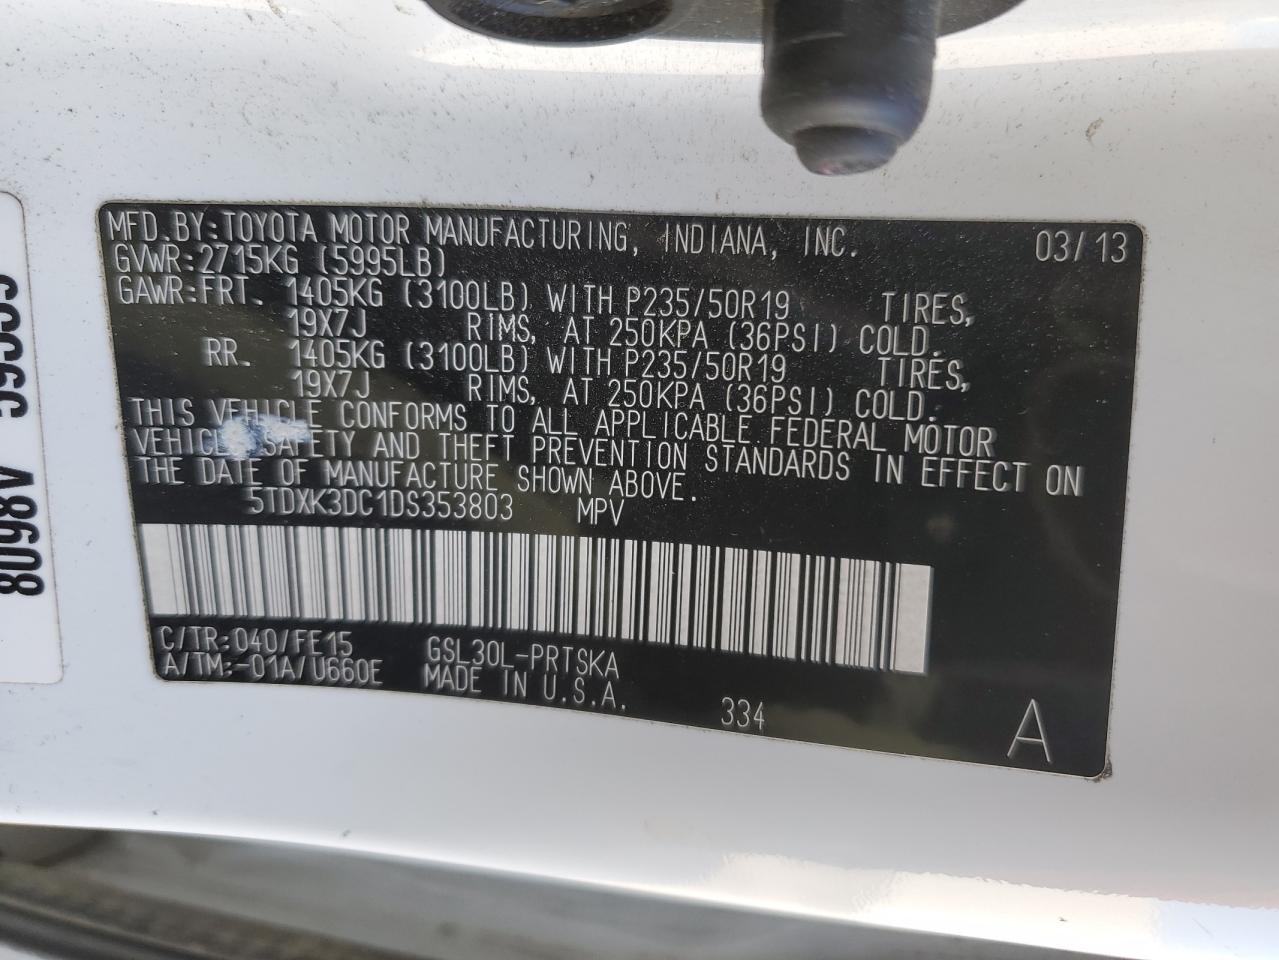 MFD.BY:TOYOTA MOTOR MANUFACTURING, INDIANA, INC. 03/13
GVWR:2715KG (5995LB)
GAWR:FRT. 1405KG (3100LB) WITH P235/50R19 TIRES,
19X7J RIMS, AT 250KPA (36PSI) COLD.
RR. 1405KG (3100LB) WITH P235/50R19 TIRES,
19X7J RIMS, AT 250KPA (36PSI) COLD.
THIS VEHICLE CONFORMS TO ALL APPLICABLE FEDERAL MOTOR
VEHICLE SAFETY AND THEFT PREVENTION STANDARDS IN EFFECT ON
THE DATE OF MANUFACTURE SHOWN ABOVE.
5TDXK3DC1DS353803 MPV
C/TR:040/FE15 GSL30L-PRTSKA
A/TM:-01A/U660E MADE IN U.S.A.
334
A